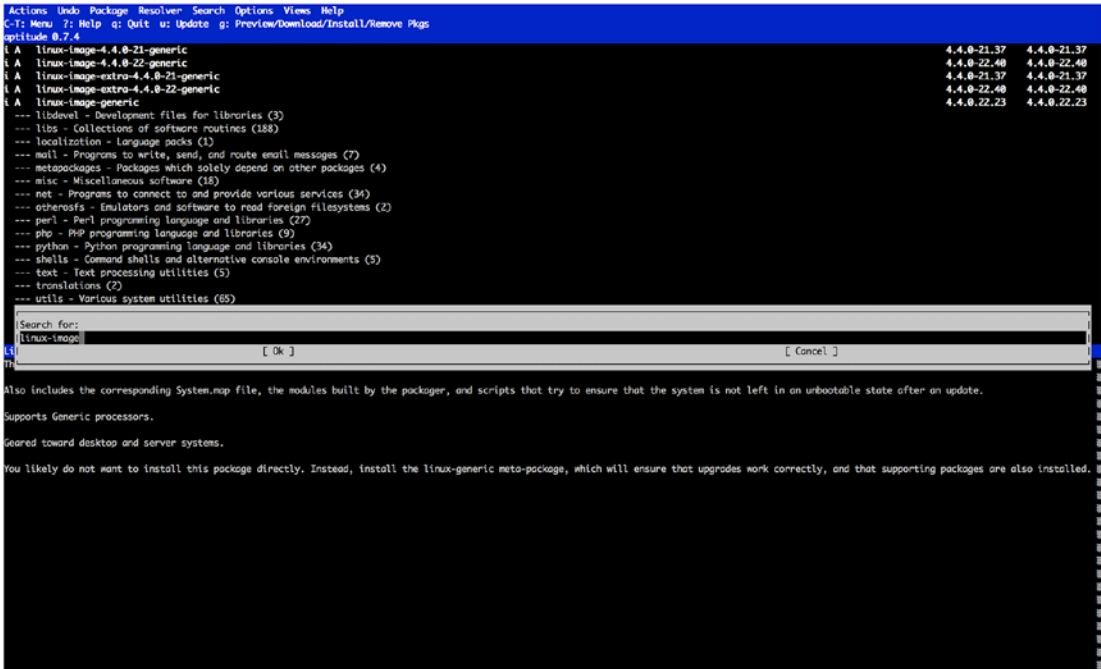 Actions Undo Package Resolver Search Options Views Help
C-T: Menu ?: Help q: Quit u: Update g: Preview/Download/Install/Remove Pkgs
aptitude 0.7.4
i A linux-image-4.4.0-21-generic 4.4.0-21.37 4.4.0-21.37
i A linux-image-4.4.0-22-generic 4.4.0-22.40 4.4.0-22.40
i A linux-image-extra-4.4.0-21-generic 4.4.0-21.37 4.4.0-21.37
i A linux-image-extra-4.4.0-22-generic 4.4.0-22.40 4.4.0-22.40
i A linux-image-generic 4.4.0.22.23 4.4.0.22.23
--- libdevel - Development files for libraries (3)
--- libs - Collections of software routines (188)
--- localization - Language packs (1)
--- mail - Programs to write, send, and route email messages (7)
--- metapackages - Packages which solely depend on other packages (4)
--- misc - Miscellaneous software (18)
--- net - Programs to connect to and provide various services (34)
--- otherosfs - Emulators and software to read foreign filesystems (2)
--- perl - Perl programming language and libraries (27)
--- php - PHP programming language and libraries (9)
--- python - Python programming language and libraries (34)
--- shells - Command shells and alternative console environments (5)
--- text - Text processing utilities (5)
--- translations (2)
--- utils - Various system utilities (65)
Search for:
linux-image
[ Ok ] [ Cancel ]
Li
Th
Also includes the corresponding System.map file, the modules built by the packager, and scripts that try to ensure that the system is not left in an unbootable state after an update.
Supports Generic processors.
Geared toward desktop and server systems.
You likely do not want to install this package directly. Instead, install the linux-generic meta-package, which will ensure that upgrades work correctly, and that supporting packages are also installed.